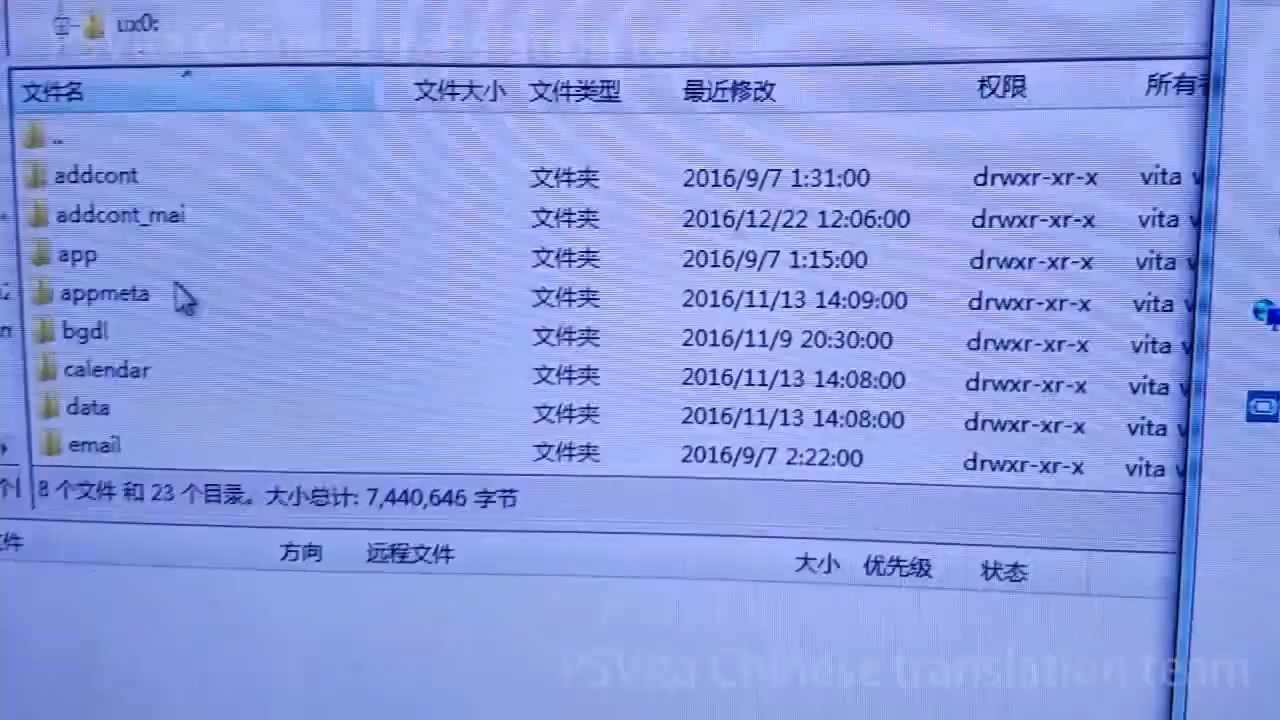 ux0:
文件名 文件大小 文件类型 最近修改 权限 所有者
..
addcont 文件夹 2016/9/7 1:31:00 drwxr-xr-x vita v
addcont_mai 文件夹 2016/12/22 12:06:00 drwxr-xr-x vita v
app 文件夹 2016/9/7 1:15:00 drwxr-xr-x vita v
appmeta 文件夹 2016/11/13 14:09:00 drwxr-xr-x vita v
bgdl 文件夹 2016/11/9 20:30:00 drwxr-xr-x vita v
calendar 文件夹 2016/11/13 14:08:00 drwxr-xr-x vita v
data 文件夹 2016/11/13 14:08:00 drwxr-xr-x vita v
email 文件夹 2016/9/7 2:22:00 drwxr-xr-x vita v
8 个文件 和 23 个目录。大小总计: 7,440,646 字节
文件 方向 远程文件 大小 优先级 状态
PSVita Chinese translation team